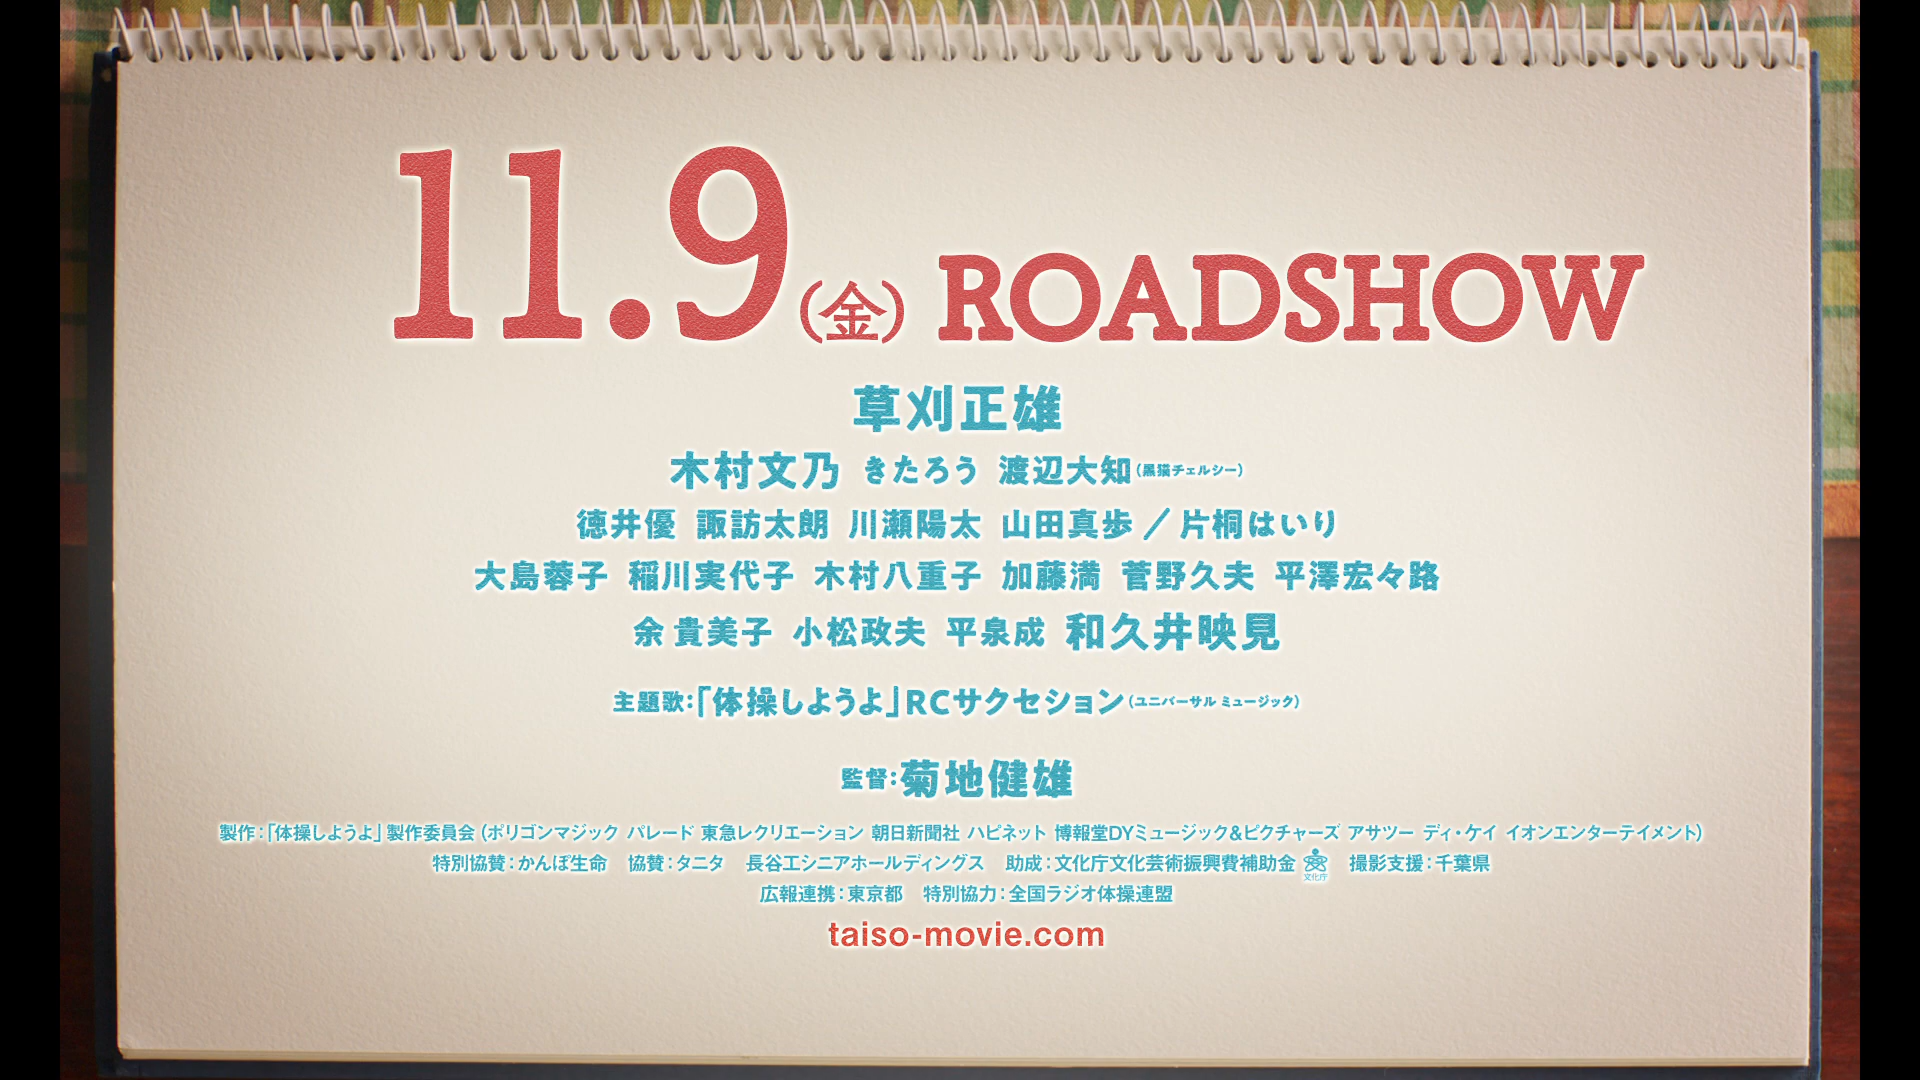 11.9(金) ROADSHOW
草刈正雄
木村文乃 きたろう 渡辺大知(黒猫チェルシー)
徳井優 諏訪太朗 川瀬陽太 山田真歩／片桐はいり
大島蓉子 稲川実代子 木村八重子 加藤満 菅野久夫 平澤宏々路
余貴美子 小松政夫 平泉成 和久井映見
主題歌:「体操しようよ」RCサクセション(ユニバーサル ミュージック)
監督:菊地健雄
製作:「体操しようよ」製作委員会(ポリゴンマジック パレード 東急レクリエーション 朝日新聞社 ハピネット 博報堂DYミュージック&ピクチャーズ アサツー ディ・ケイ イオンエンターテイメント)
特別協賛:かんぽ生命 協賛:タニタ 長谷工シニアホールディングス 助成:文化庁文化芸術振興費補助金 文化庁 撮影支援:千葉県
広報連携:東京都 特別協力:全国ラジオ体操連盟
taiso-movie.com